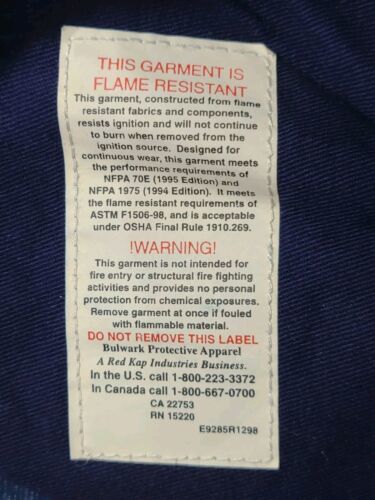 THIS GARMENT IS
FLAME RESISTANT
This garment, constructed from flame
resistant fabrics and components,
resists ignition and will not continue
to burn when removed from the
ignition source. Designed for
continuous wear, this garment meets
the performance requirements of
NFPA 70E (1995 Edition) and
NFPA 1975 (1994 Edition). It meets
the flame resistant requirements of
ASTM F1506-98, and is acceptable
under OSHA Final Rule 1910.269.
!WARNING!
This garment is not intended for
fire entry or structural fire fighting
activities and provides no personal
protection from chemical exposures.
Remove garment at once if fouled
with flammable material.
DO NOT REMOVE THIS LABEL
Bulwark Protective Apparel
A Red Kap Industries Business.
In the U.S. call 1-800-223-3372
In Canada call 1-800-667-0700
CA 22753
RN 15220
E9285R1298